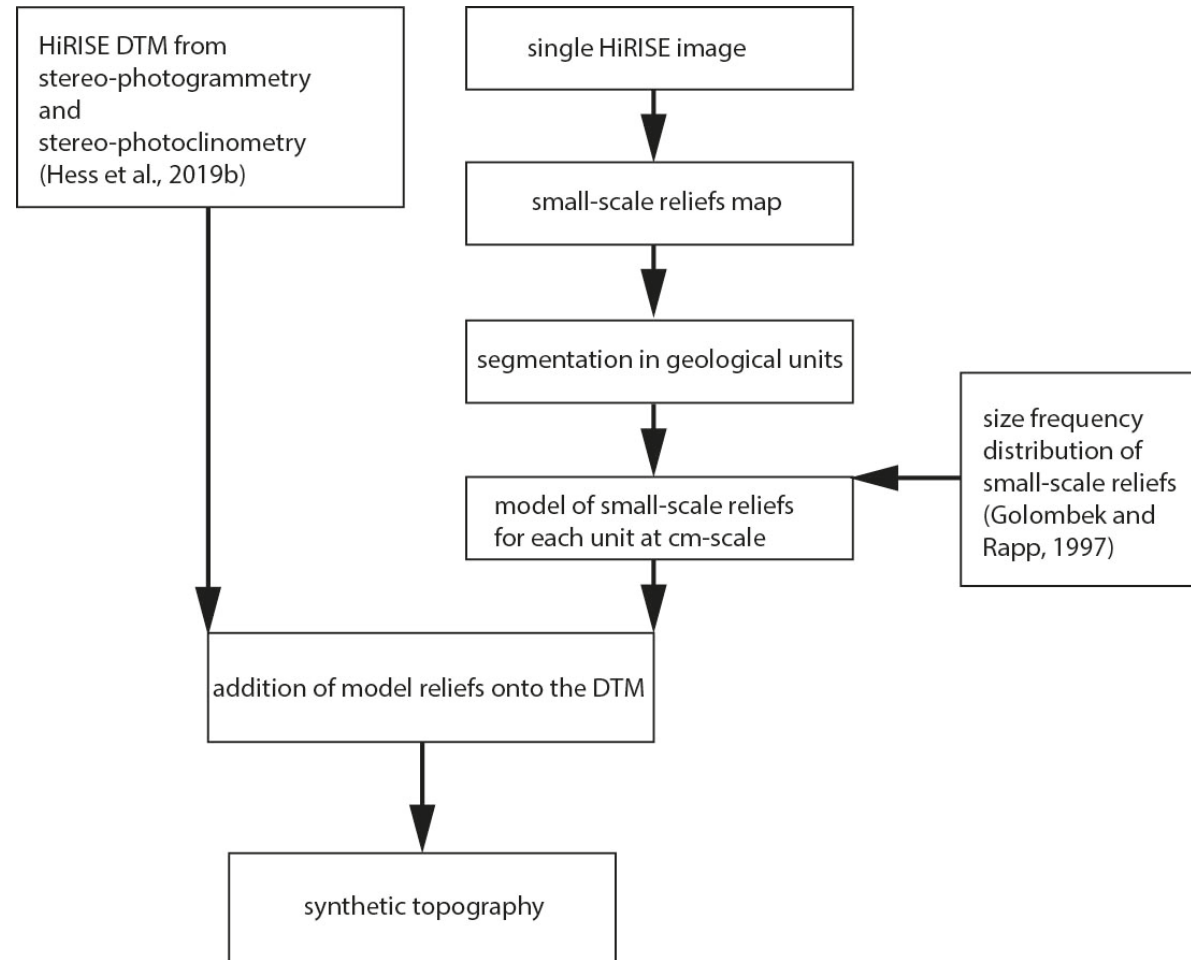 HiRISE DTM from
stereo-photogrammetry
and
stereo-photoclinometry
(Hess et al., 2019b)
single HiRISE image
small-scale reliefs map
segmentation in geological units
size frequency
distribution of
small-scale reliefs
(Golombek and
Rapp, 1997)
model of small-scale reliefs
for each unit at cm-scale
addition of model reliefs onto the DTM
synthetic topography